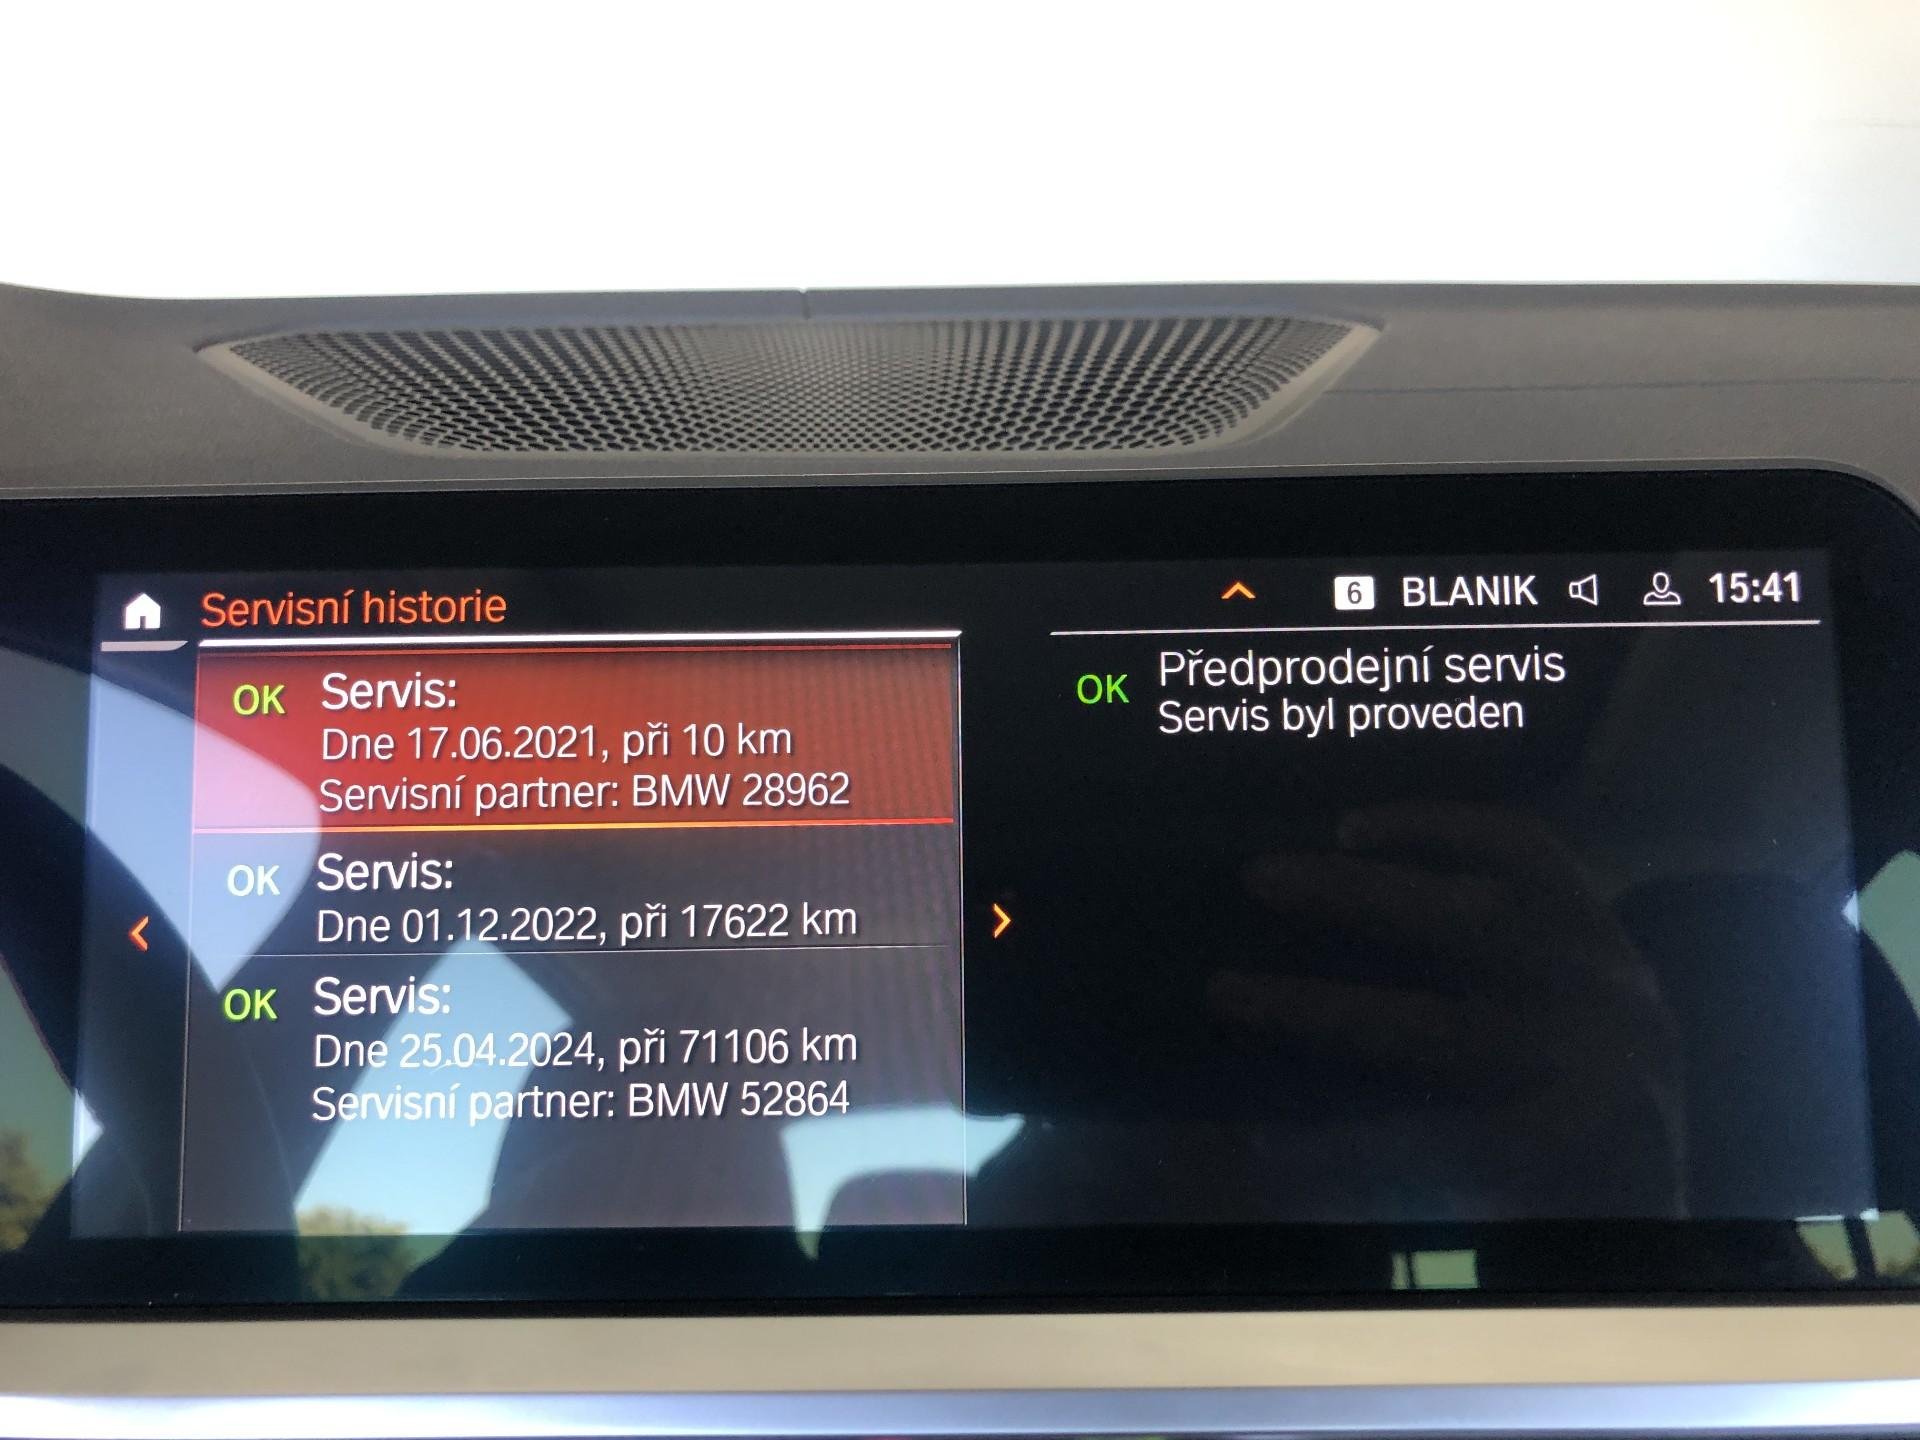 Servisní historie
6 BLANIK 15:41
OK Servis:
Dne 17.06.2021, při 10 km
Servisní partner: BMW 28962
OK Servis:
Dne 01.12.2022, při 17622 km
OK Servis:
Dne 25.04.2024, při 71106 km
Servisní partner: BMW 52864
OK Předprodejní servis
Servis byl proveden